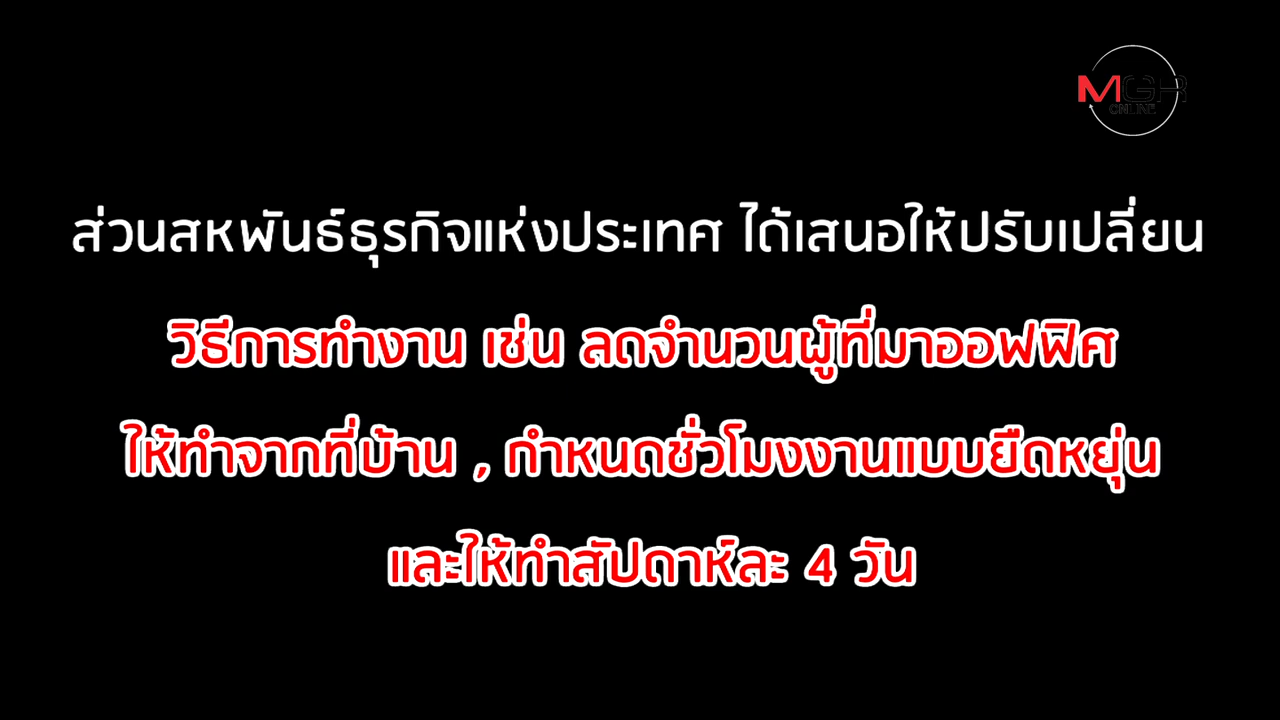 MGR
ONLINE
ส่วนสหพันธ์ธุรกิจแห่งประเทศ ได้เสนอให้ปรับเปลี่ยน
วิธีการทำงาน เช่น ลดจำนวนผู้ที่มาออฟฟิศ
ให้ทำจากที่บ้าน , กำหนดชั่วโมงงานแบบยืดหยุ่น
และให้ทำสัปดาห์ละ 4 วัน